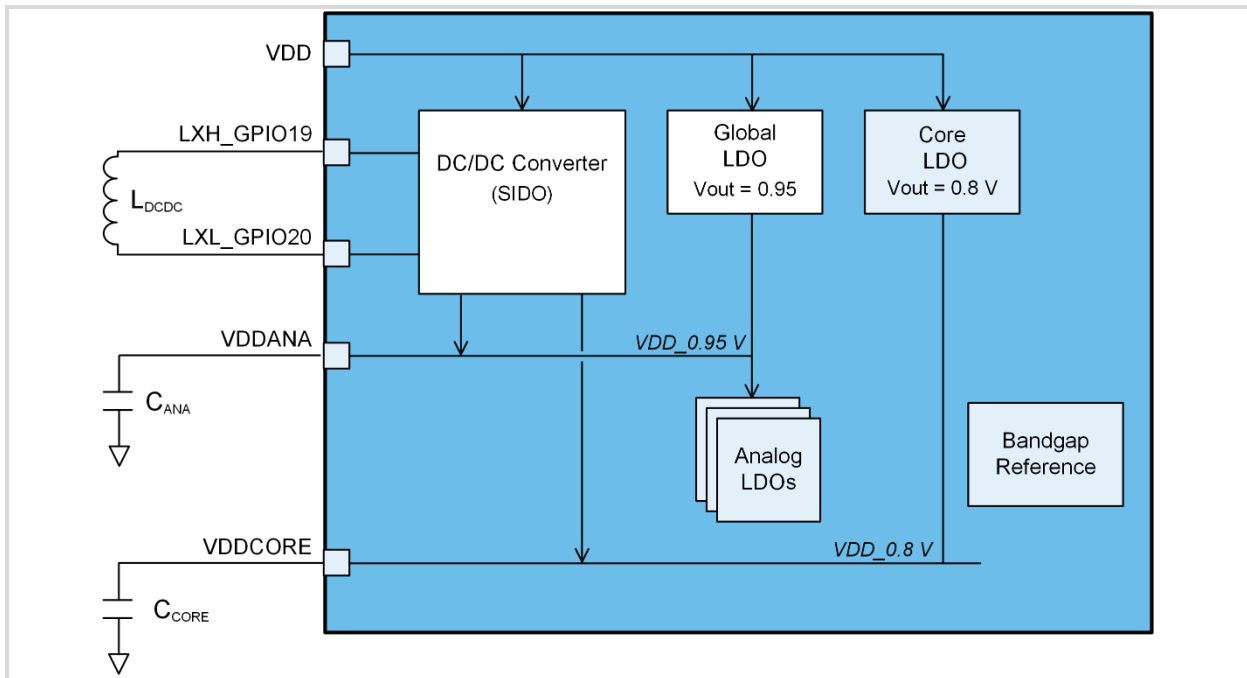 VDD
LXH_GPIO19
LDCDC
LXL_GPIO20
VDDANA
CANA
VDDCORE
CCORE
DC/DC Converter
(SIDO)
Global
LDO
Vout = 0.95
Core
LDO
Vout = 0.8 V
VDD_0.95 V
Analog
LDOs
Bandgap
Reference
VDD_0.8 V